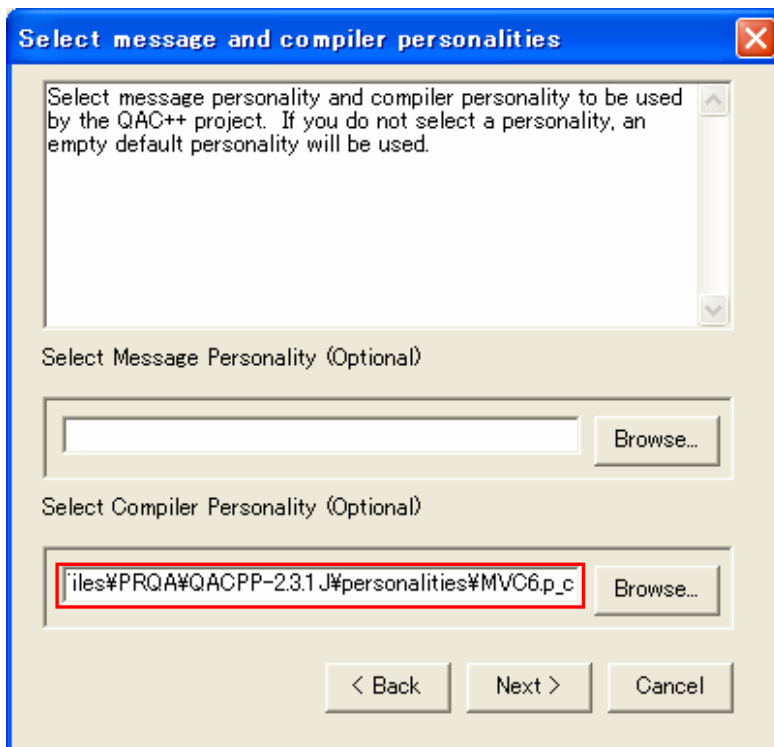 Select message and compiler personalities
Select message personality and compiler personality to be used
by the QAC++ project. If you do not select a personality, an
empty default personality will be used.
Select Message Personality (Optional)
Browse...
Select Compiler Personality (Optional)
iles¥PRQA¥QACPP-2.3.1J¥personalities¥MVC6.p_c
Browse...
< Back
Next >
Cancel